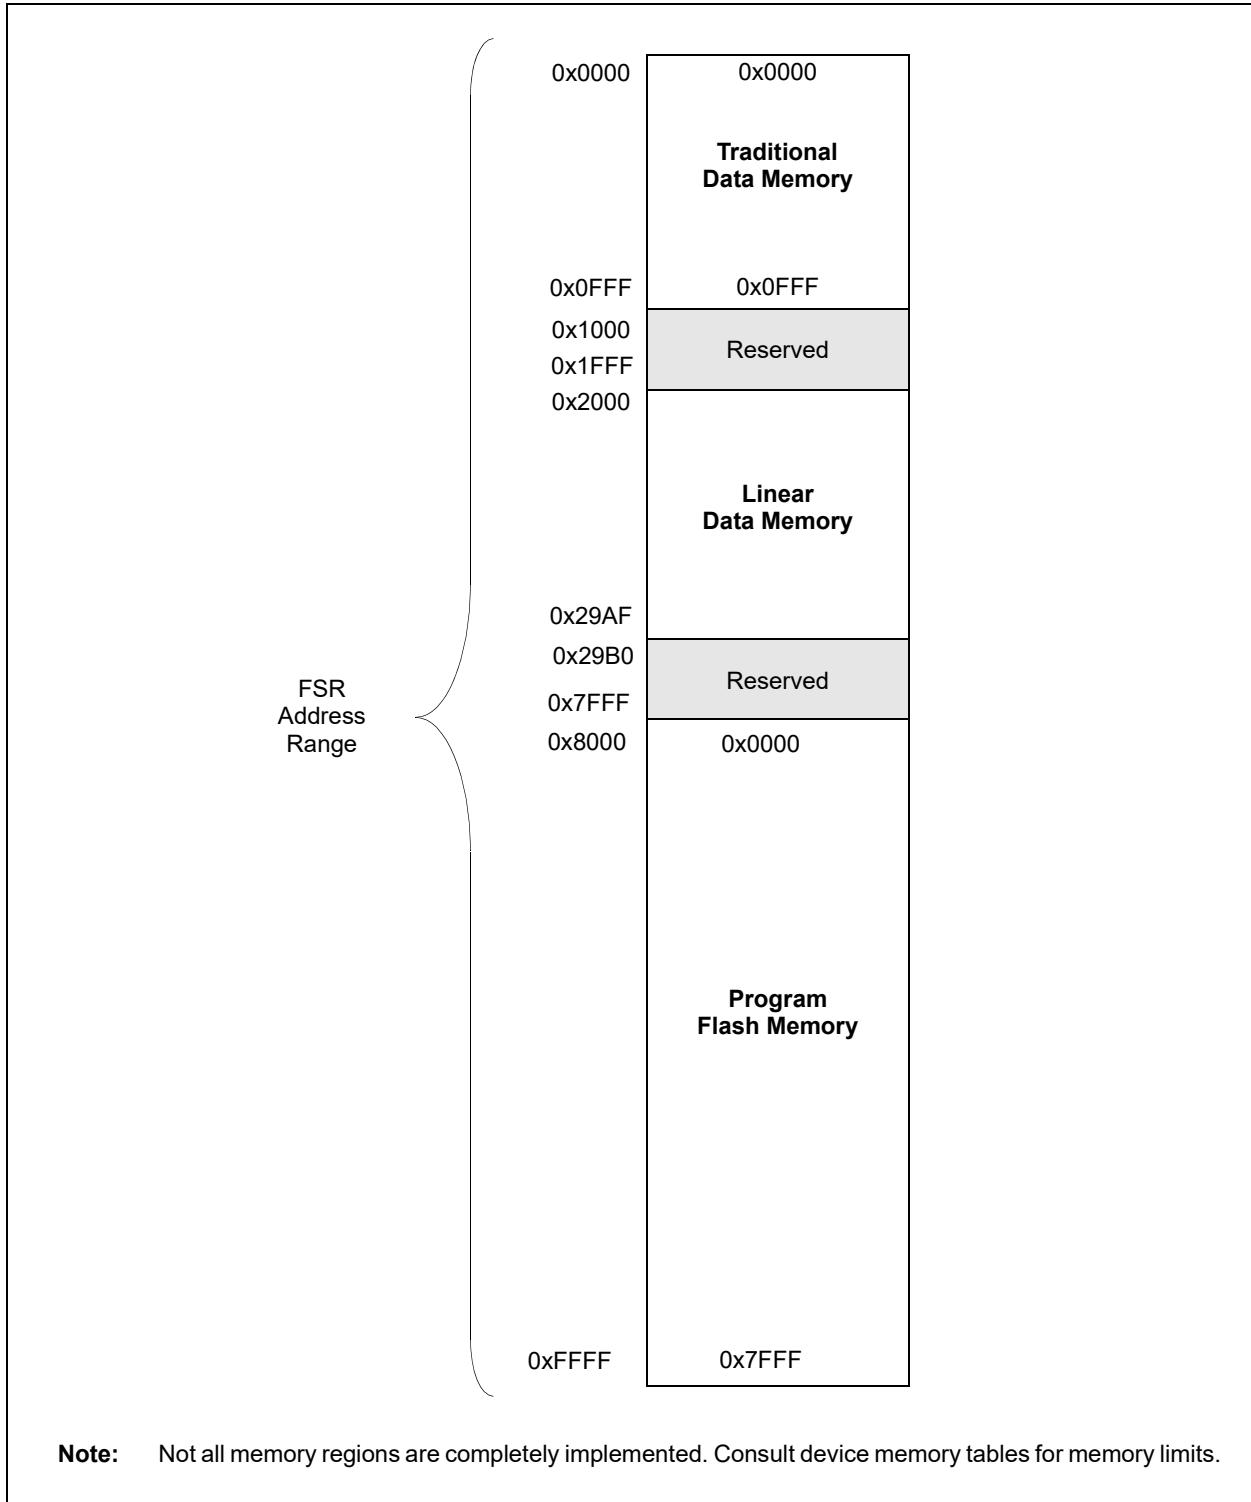 0x0000 0x0000
Traditional
Data Memory
0x0FFF 0x0FFF
0x1000
Reserved
0x1FFF
0x2000
Linear
Data Memory
0x29AF
0x29B0
Reserved
0x7FFF
FSR
Address
Range
0x8000 0x0000
Program
Flash Memory
0xFFFF 0x7FFF
Note: Not all memory regions are completely implemented. Consult device memory tables for memory limits.